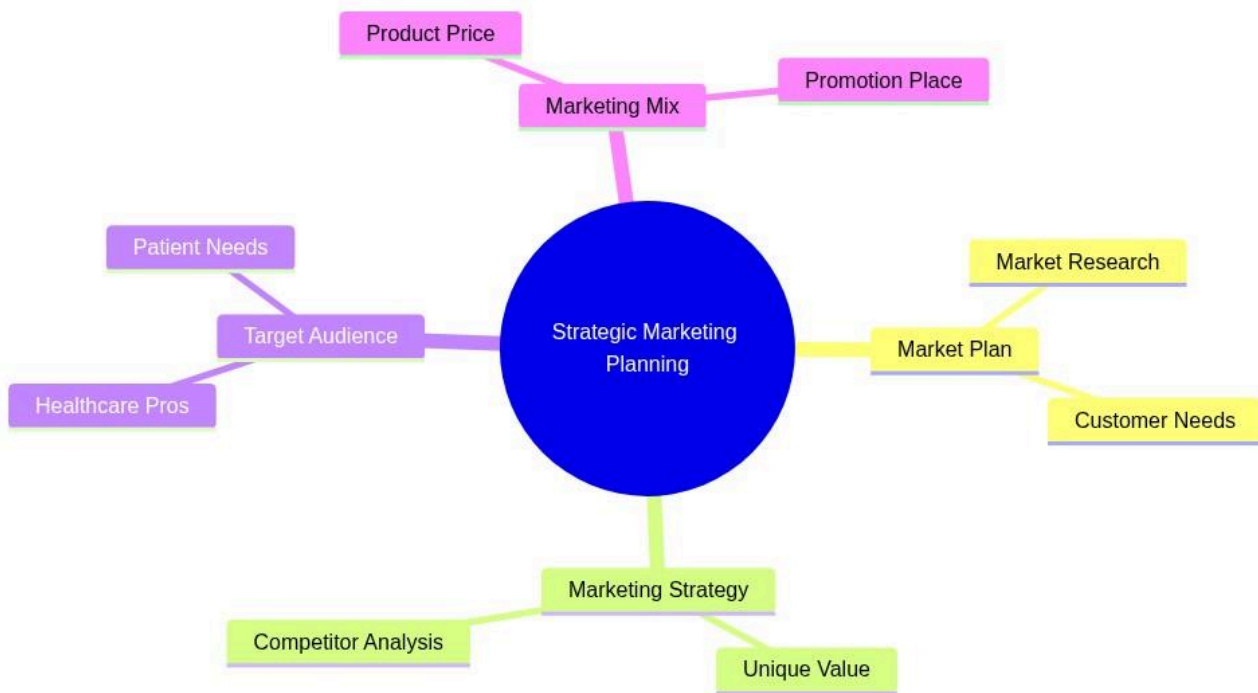 Product Price
Promotion Place
Marketing Mix
Patient Needs
Target Audience
Healthcare Pros
Strategic Marketing
Planning
Market Research
Market Plan
Customer Needs
Marketing Strategy
Competitor Analysis
Unique Value